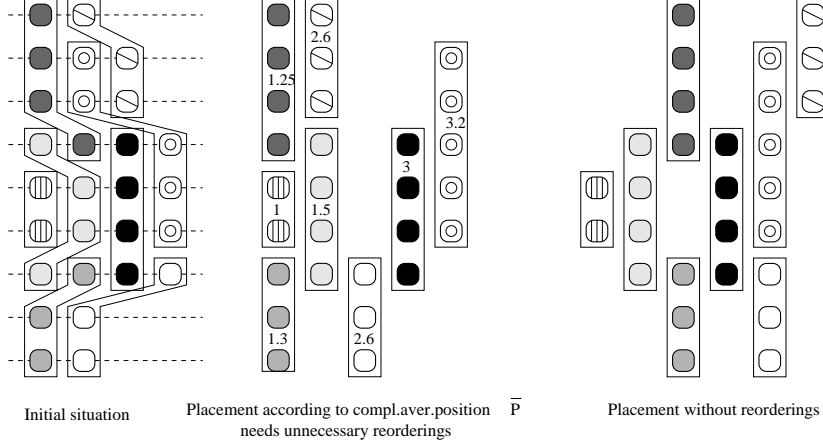 2.6
1.25
3.2
3
1 1.5
1.3 2.6
Initial situation
Placement according to compl.aver.position P̅
needs unnecessary reorderings
Placement without reorderings